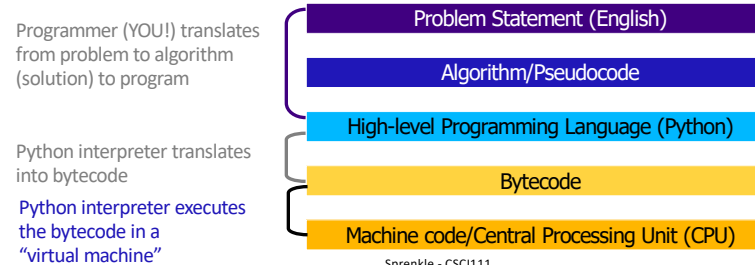 Problem Statement (English)
Programmer (YOU!) translates
from problem to algorithm
(solution) to program
Algorithm/Pseudocode
High-level Programming Language (Python)
Python interpreter translates
into bytecode
Bytecode
Python interpreter executes
the bytecode in a
“virtual machine”
Machine code/Central Processing Unit (CPU)
Sprenkle - CSCI111